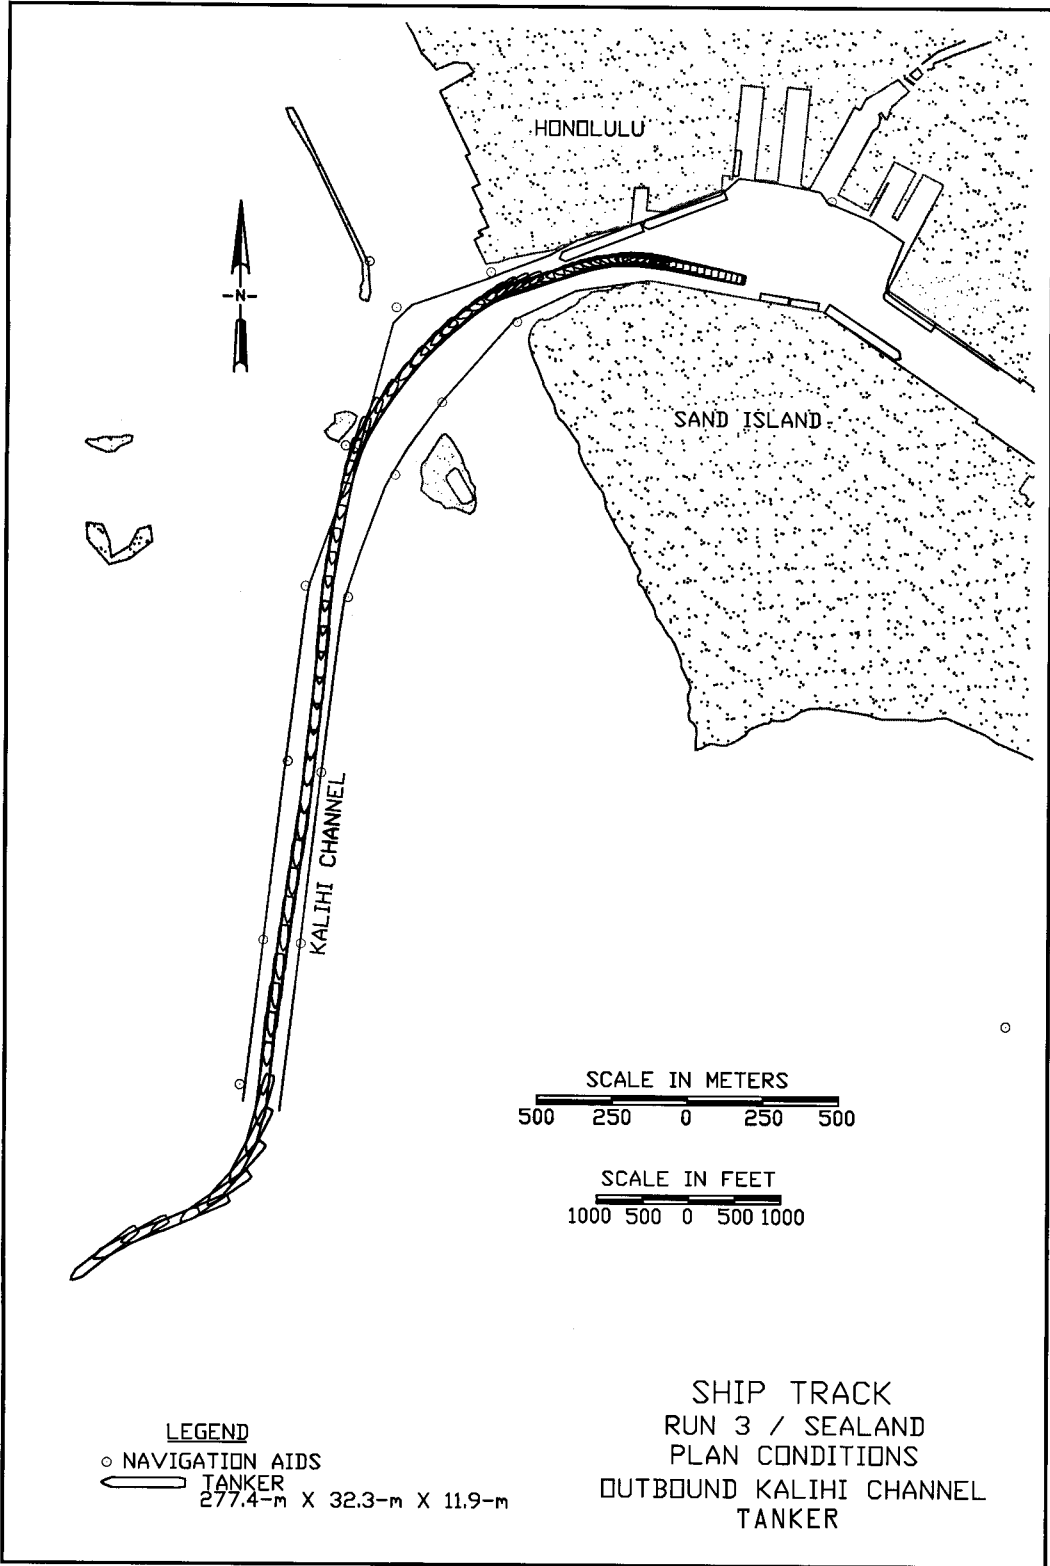 HONOLULU
-N-
SAND ISLAND
KALIHI CHANNEL
SCALE IN METERS
500 250 0 250 500
SCALE IN FEET
1000 500 0 500 1000
SHIP TRACK
RUN 3 / SEALAND
PLAN CONDITIONS
OUTBOUND KALIHI CHANNEL
TANKER
LEGEND
NAVIGATION AIDS
TANKER
277.4-m X 32.3-m X 11.9-m